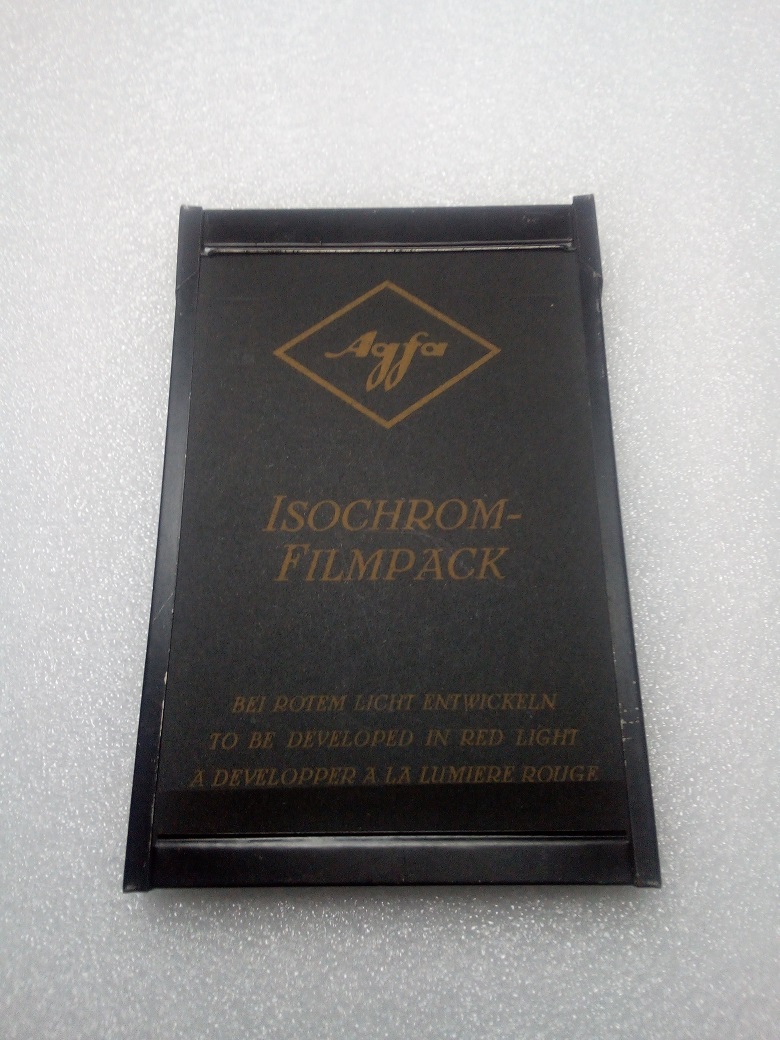 Agfa
ISOCHROM-
FILMPACK
BEI ROTEM LICHT ENTWICKELN
TO BE DEVELOPED IN RED LIGHT
A DEVELOPPER A LA LUMIERE ROUGE